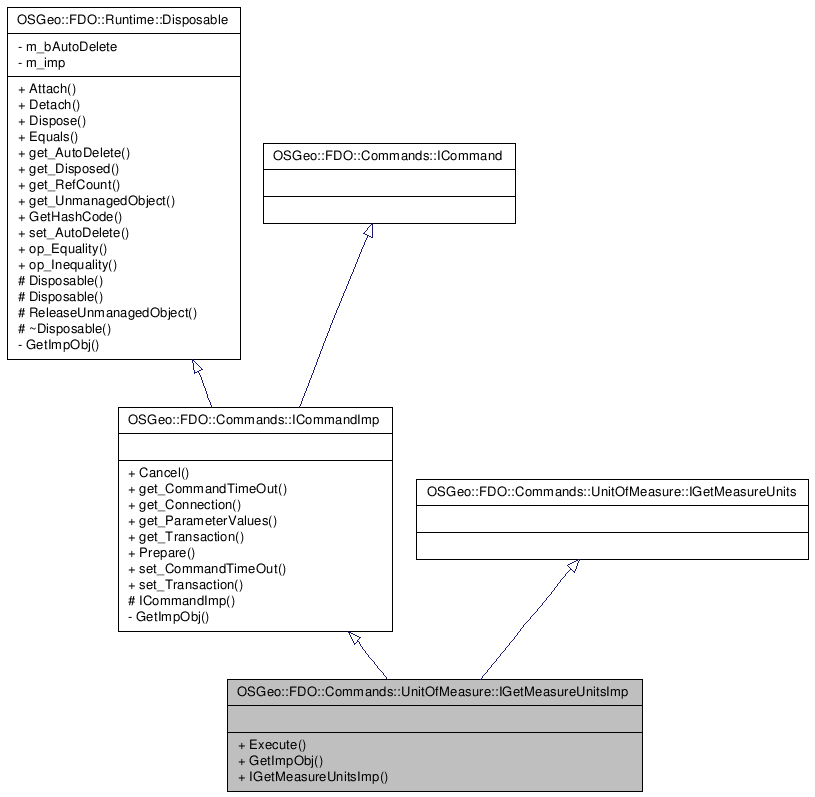 OSGeo::FDO::Runtime::Disposable
- m_bAutoDelete
- m_imp
+ Attach()
+ Detach()
+ Dispose()
+ Equals()
+ get_AutoDelete()
+ get_Disposed()
+ get_RefCount()
+ get_UnmanagedObject()
+ GetHashCode()
+ set_AutoDelete()
+ op_Equality()
+ op_Inequality()
# Disposable()
# Disposable()
# ReleaseUnmanagedObject()
# ~Disposable()
- GetImpObj()
OSGeo::FDO::Commands::ICommand
OSGeo::FDO::Commands::ICommandImp
+ Cancel()
+ get_CommandTimeOut()
+ get_Connection()
+ get_ParameterValues()
+ get_Transaction()
+ Prepare()
+ set_CommandTimeOut()
+ set_Transaction()
# ICommandImp()
- GetImpObj()
OSGeo::FDO::Commands::UnitOfMeasure::IGetMeasureUnits
OSGeo::FDO::Commands::UnitOfMeasure::IGetMeasureUnitsImp
+ Execute()
+ GetImpObj()
+ IGetMeasureUnitsImp()